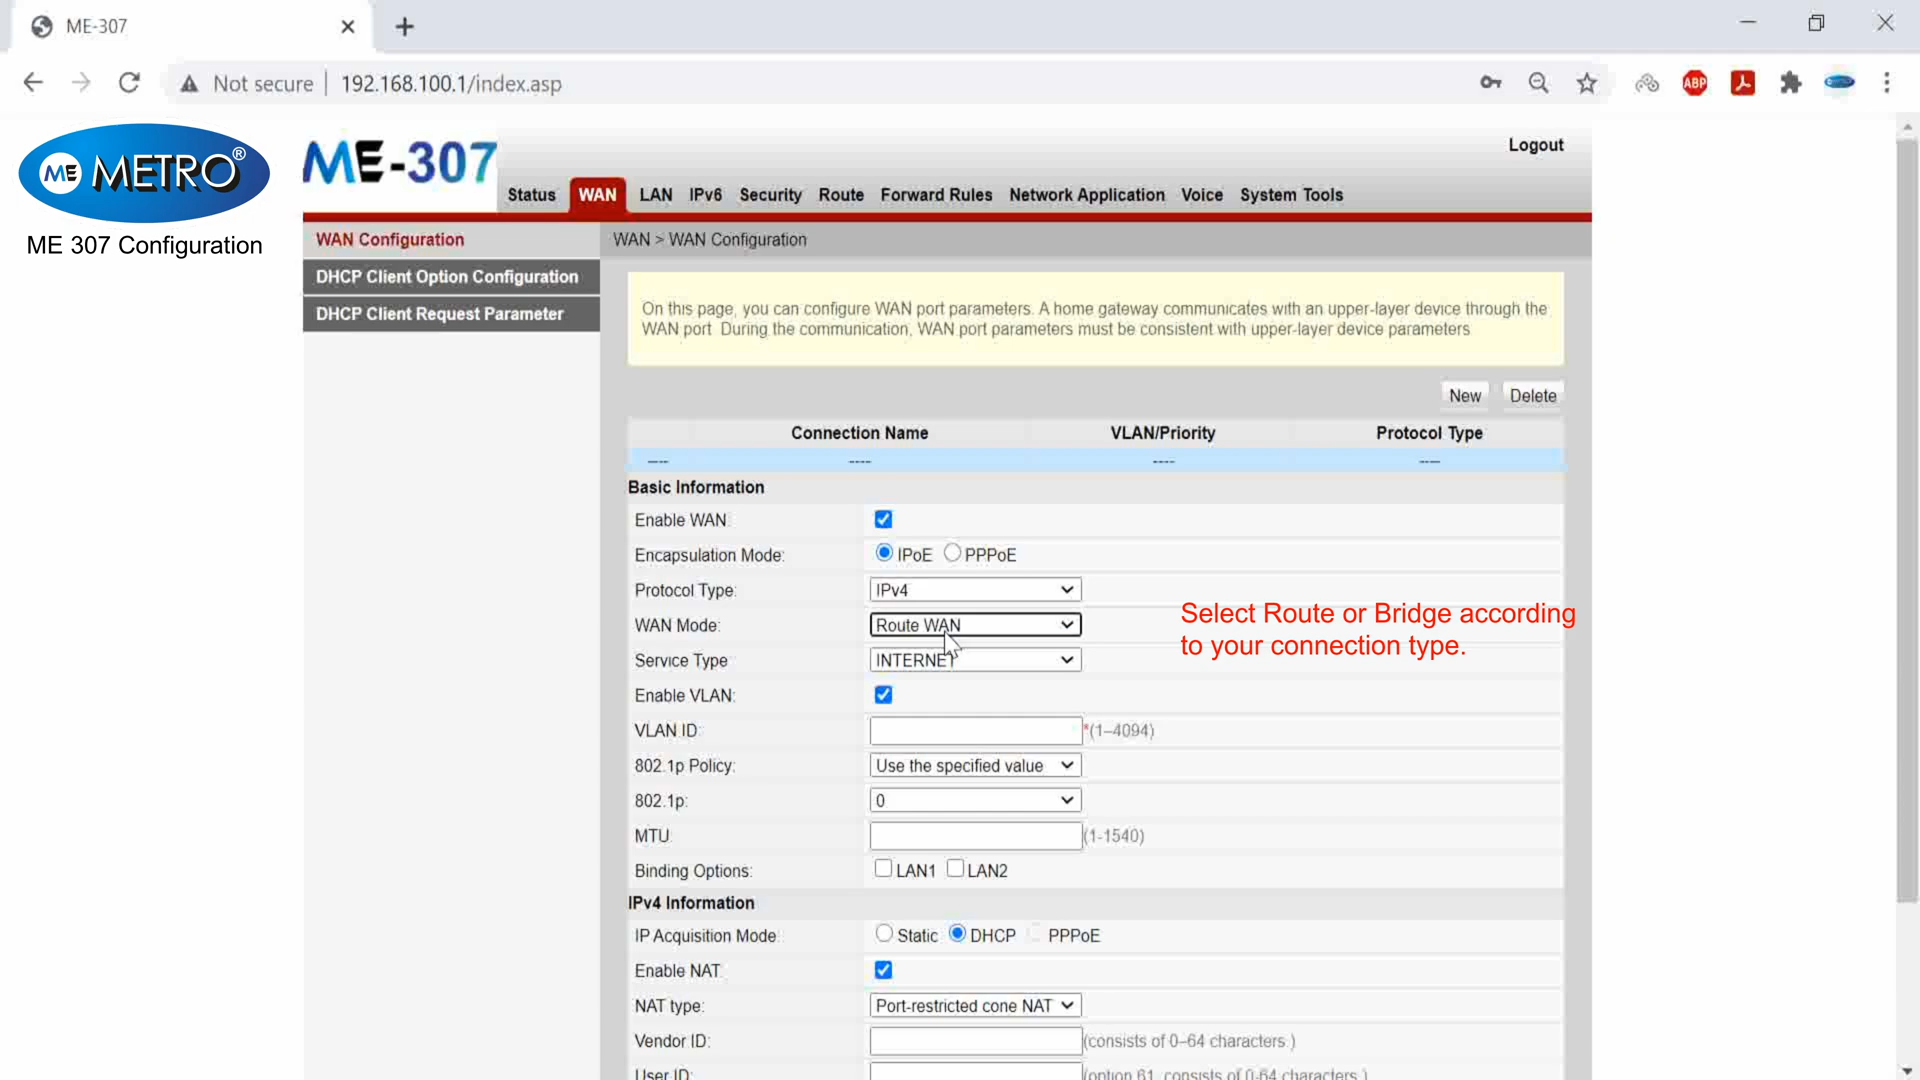 ME-307
Not secure
192.168.100.1/index.asp
ABP
ME METRO®
ME 307 Configuration
ME-307
Logout
Status WAN LAN IPv6 Security Route Forward Rules Network Application Voice System Tools
WAN Configuration
DHCP Client Option Configuration
DHCP Client Request Parameter
WAN > WAN Configuration
On this page, you can configure WAN port parameters. A home gateway communicates with an upper-layer device through the
WAN port. During the communication, WAN port parameters must be consistent with upper-layer device parameters.
New Delete
Connection Name VLAN/Priority Protocol Type
---- ---- ---- ----
Basic Information
Enable WAN:
Encapsulation Mode: IPoE PPPoE
Protocol Type: IPv4
WAN Mode: Route WAN
Select Route or Bridge according
to your connection type.
Service Type: INTERNET
Enable VLAN:
VLAN ID: *(1–4094)
802.1p Policy: Use the specified value
802.1p: 0
MTU: (1-1540)
Binding Options: LAN1 LAN2
IPv4 Information
IP Acquisition Mode: Static DHCP PPPoE
Enable NAT:
NAT type: Port-restricted cone NAT
Vendor ID: (consists of 0–64 characters.)
User ID: (option 61, consists of 0-64 characters.)